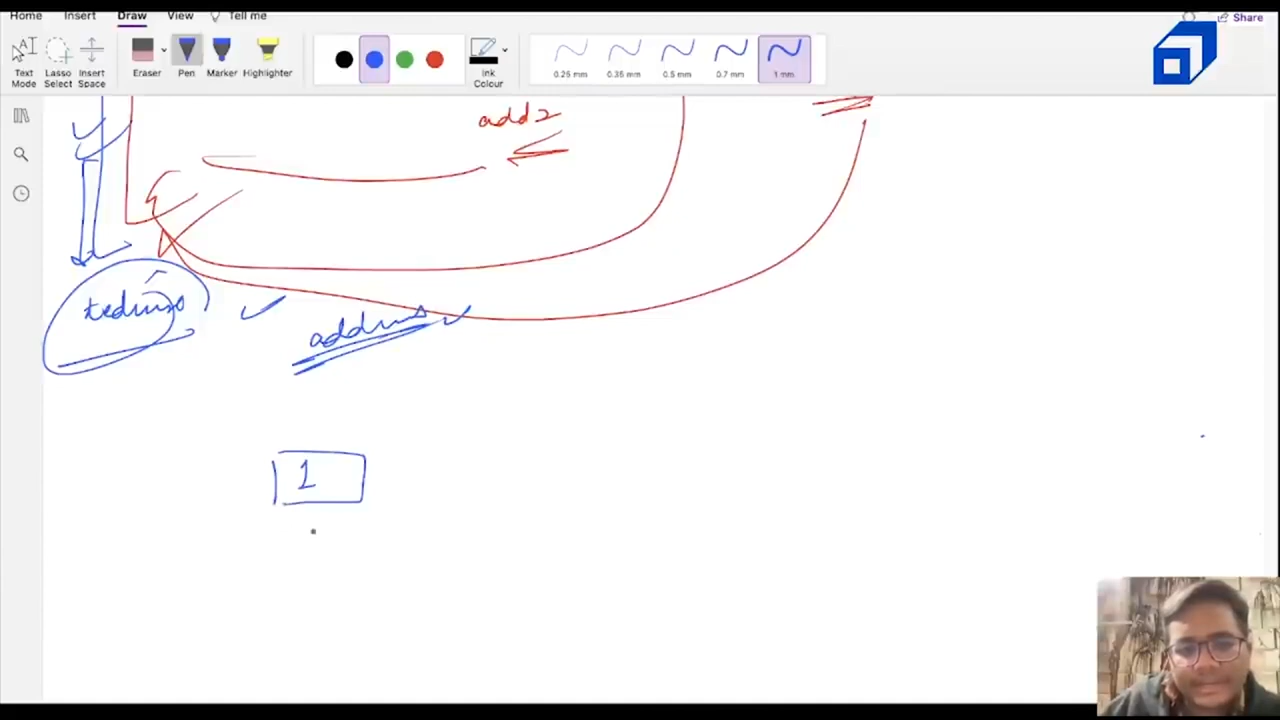 Home Insert Draw View Tell me
Share
Text Mode
Lasso Select
Insert Space
Eraser
Pen
Marker
Highlighter
Ink Colour
0.25 mm
0.35 mm
0.5 mm
0.7 mm
1 mm
add2
address
1